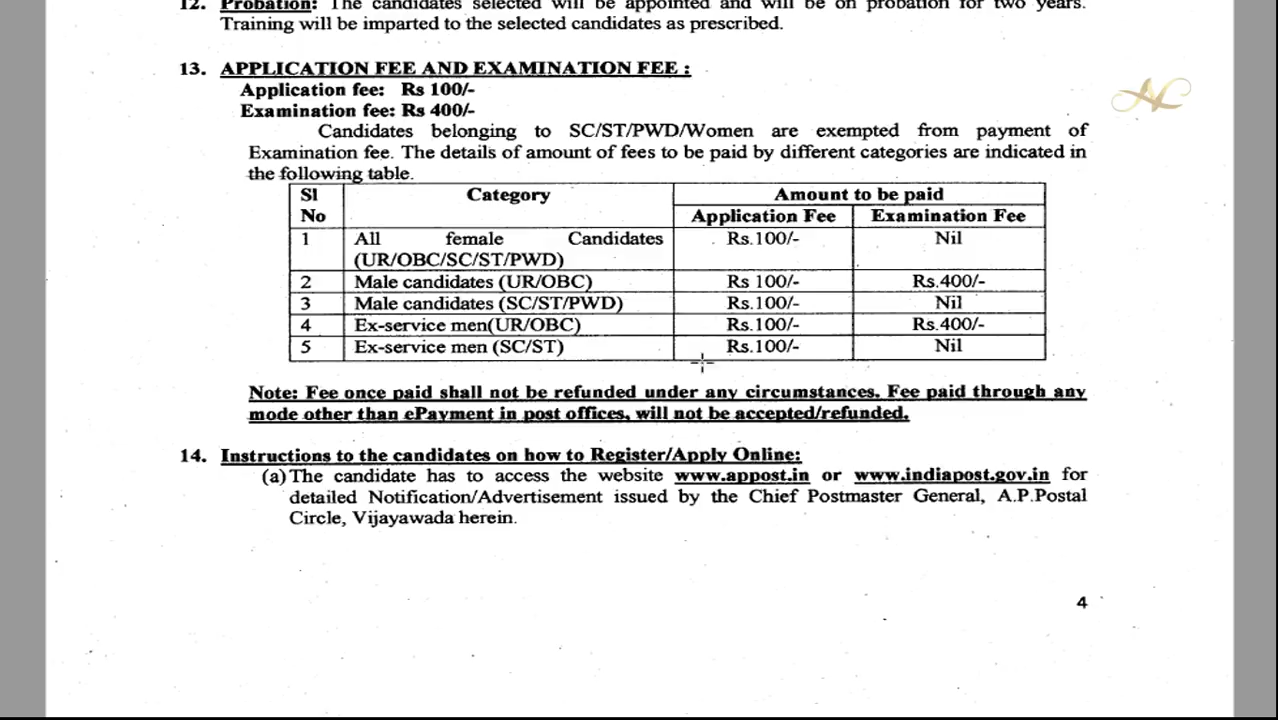 12. Probation: The candidates selected will be appointed and will be on probation for two years.
Training will be imparted to the selected candidates as prescribed.
13. APPLICATION FEE AND EXAMINATION FEE :
Application fee: Rs 100/-
Examination fee: Rs 400/-
Candidates belonging to SC/ST/PWD/Women are exempted from payment of
Examination fee. The details of amount of fees to be paid by different categories are indicated in
the following table.
Sl No Category Amount to be paid
Application Fee Examination Fee
1 All female Candidates Rs.100/- Nil
(UR/OBC/SC/ST/PWD)
2 Male candidates (UR/OBC) Rs 100/- Rs.400/-
3 Male candidates (SC/ST/PWD) Rs.100/- Nil
4 Ex-service men(UR/OBC) Rs.100/- Rs.400/-
5 Ex-service men (SC/ST) Rs.100/- Nil
Note: Fee once paid shall not be refunded under any circumstances. Fee paid through any
mode other than ePayment in post offices, will not be accepted/refunded.
14. Instructions to the candidates on how to Register/Apply Online:
(a) The candidate has to access the website www.appost.in or www.indiapost.gov.in for
detailed Notification/Advertisement issued by the Chief Postmaster General, A.P.Postal
Circle, Vijayawada herein.
4